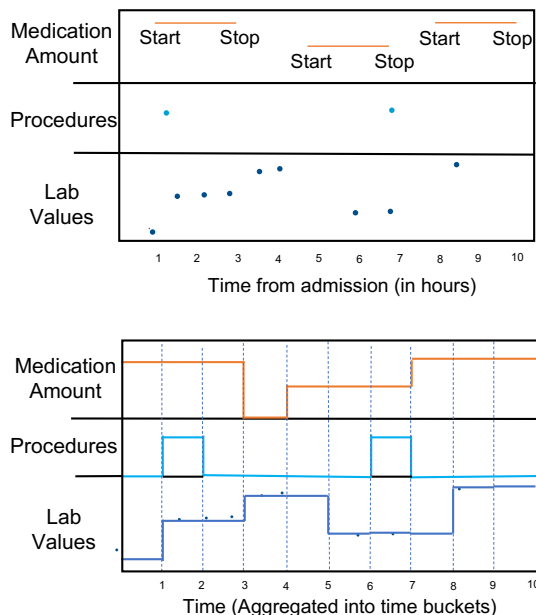 Medication
Amount
Start Stop Start Stop Start Stop
Procedures
Lab
Values
1 2 3 4 5 6 7 8 9 10
Time from admission (in hours)
Medication
Amount
Procedures
Lab
Values
1 2 3 4 5 6 7 8 9 10
Time (Aggregated into time buckets)